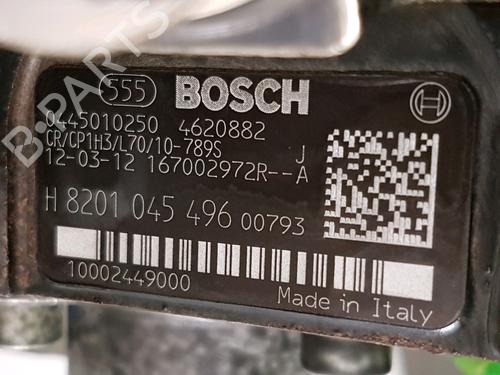 555 BOSCH
0445010250 4620882
CR/CP1H3/L70/10-789S J
12-03-12 167002972R--A
H 8201 045 496 00793
10002449000
Made in Italy
B-PARTS